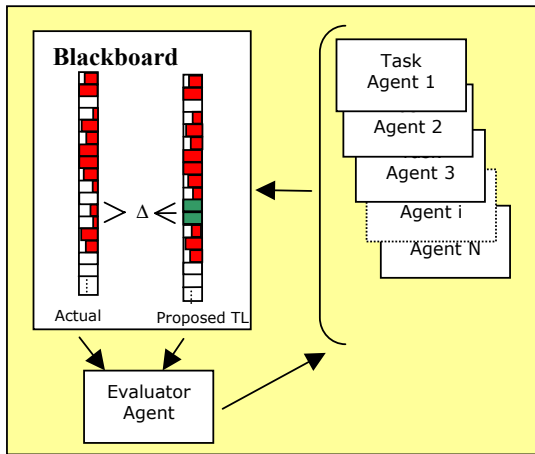 Blackboard
> Δ <
Actual
Proposed TL
Task
Agent 1
Agent 2
Agent 3
Agent i
Agent N
Evaluator
Agent